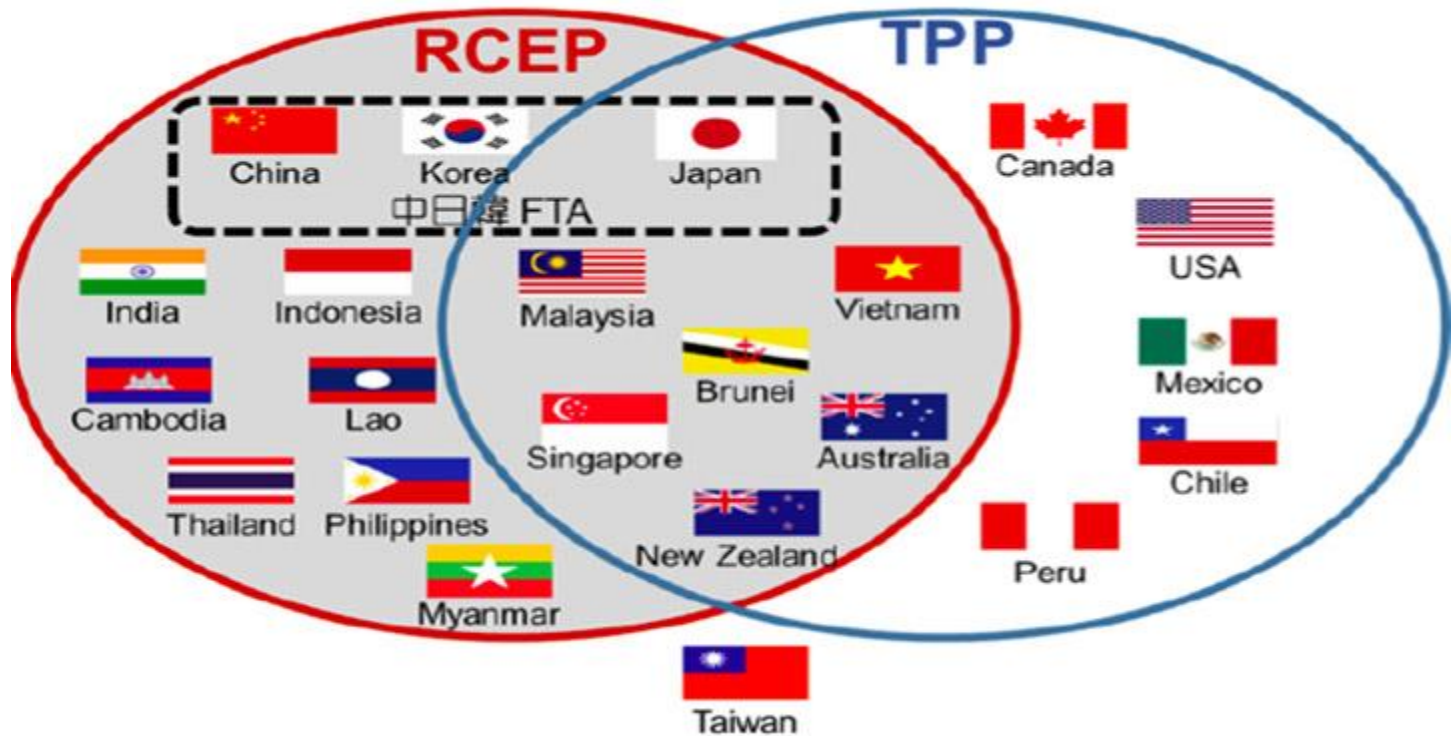 RCEP
TPP
China
Korea
Japan
Canada
中日韓 FTA
USA
India
Indonesia
Malaysia
Vietnam
Mexico
Brunei
Cambodia
Lao
Singapore
Australia
Chile
Thailand
Philippines
New Zealand
Peru
Myanmar
Taiwan